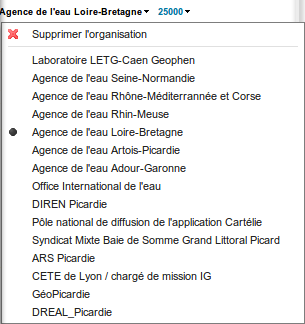 Agence de l'eau Loire-Bretagne 25000
Supprimer l'organisation
Laboratoire LETG-Caen Geophen
Agence de l'eau Seine-Normandie
Agence de l'eau Rhône-Méditerrannée et Corse
Agence de l'eau Rhin-Meuse
Agence de l'eau Loire-Bretagne
Agence de l'eau Artois-Picardie
Agence de l'eau Adour-Garonne
Office International de l'eau
DIREN Picardie
Pôle national de diffusion de l'application Cartélie
Syndicat Mixte Baie de Somme Grand Littoral Picard
ARS Picardie
CETE de Lyon / chargé de mission IG
GéoPicardie
DREAL_Picardie